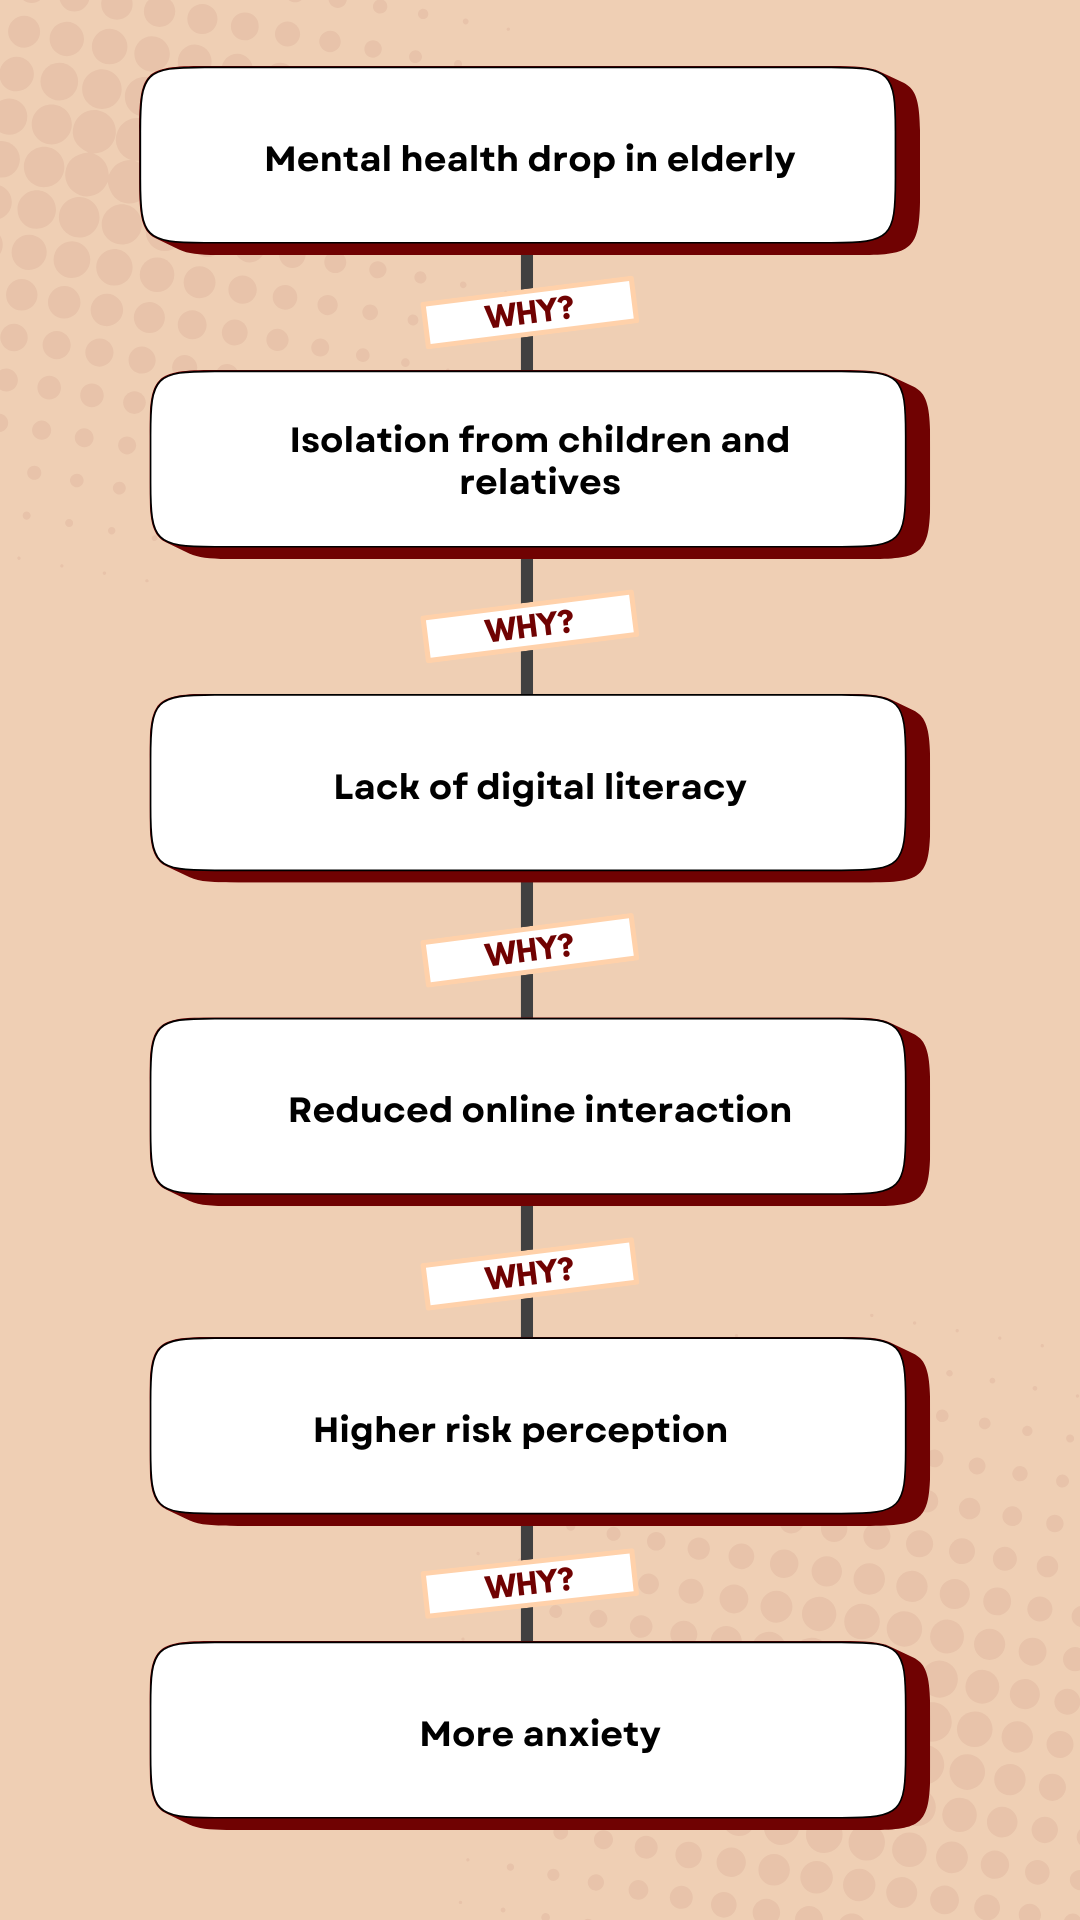 Mental health drop in elderly
WHY?
Isolation from children and
relatives
WHY?
Lack of digital literacy
WHY?
Reduced online interaction
WHY?
Higher risk perception
WHY?
More anxiety